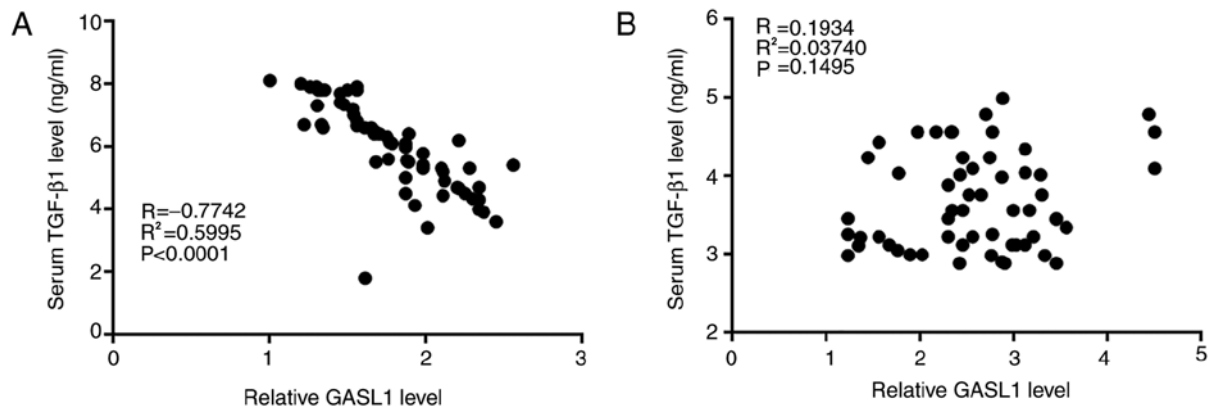 A
Serum TGF-β1 level (ng/ml)
10
8
6
4
2
0
R=−0.7742
R²=0.5995
P<0.0001
0 1 2 3
Relative GASL1 level
B
Serum TGF-β1 level (ng/ml)
6
5
4
3
2
R =0.1934
R²=0.03740
P =0.1495
0 1 2 3 4 5
Relative GASL1 level